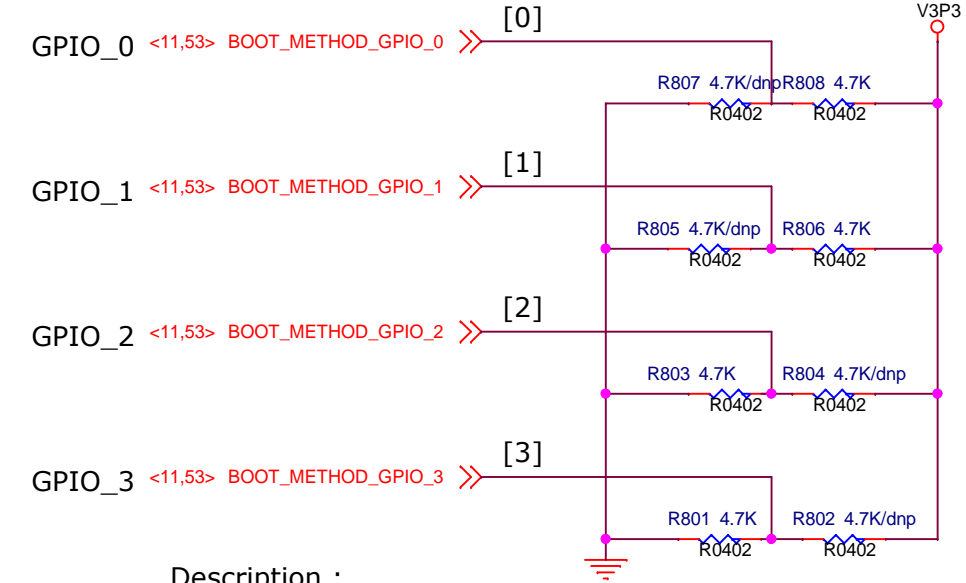 V3P3
[0]
GPIO_0 <11,53> BOOT_METHOD_GPIO_0
R807 4.7K/dnp R808 4.7K
R0402 R0402
[1]
GPIO_1 <11,53> BOOT_METHOD_GPIO_1
R805 4.7K/dnp R806 4.7K
R0402 R0402
[2]
GPIO_2 <11,53> BOOT_METHOD_GPIO_2
R803 4.7K R804 4.7K/dnp
R0402 R0402
[3]
GPIO_3 <11,53> BOOT_METHOD_GPIO_3
R801 4.7K R802 4.7K/dnp
R0402 R0402
Description :